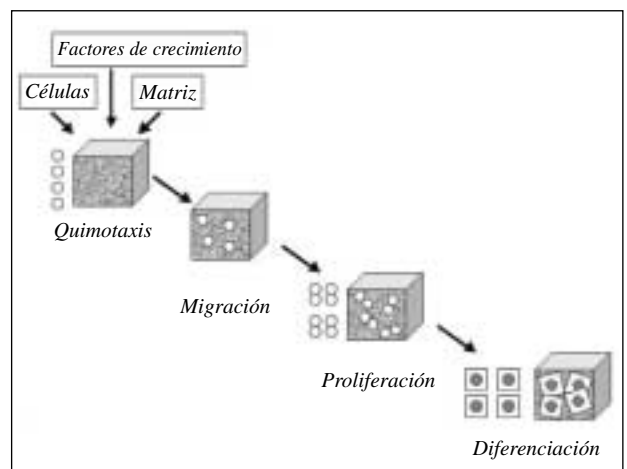 Factores de crecimiento
Células
Matriz
Quimotaxis
Migración
Proliferación
Diferenciación